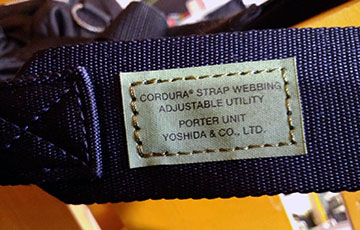 CORDURA® STRAP WEBBING
ADJUSTABLE UTILITY
PORTER UNIT
YOSHIDA & CO., LTD.